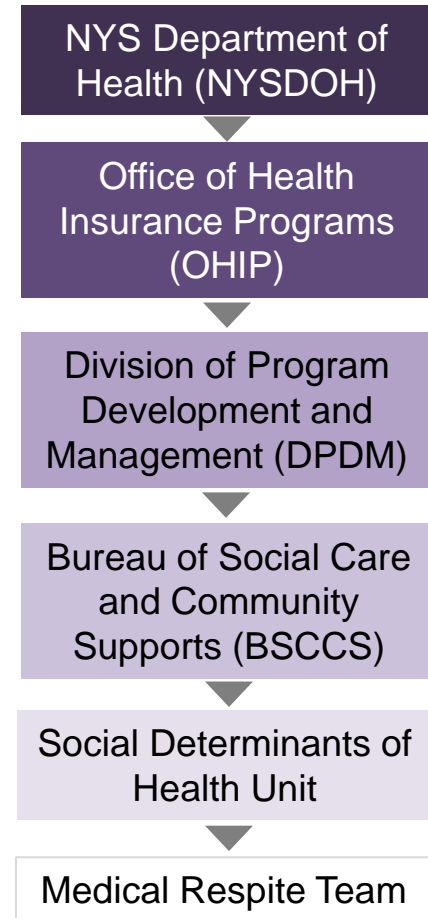 NYS Department of
Health (NYSDOH)
Office of Health
Insurance Programs
(OHIP)
Division of Program
Development and
Management (DPDM)
Bureau of Social Care
and Community
Supports (BSCCS)
Social Determinants of
Health Unit
Medical Respite Team